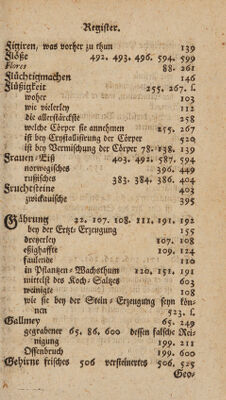 Register.
Figiren, was vorher zu thun 139
Flöße 492. 493. 496. 594. 599
Flores 88. 261
Flüchtigmachen 146
Flüßigkeit 255. 267. f.
woher 103
wie vielerley 112
die allerstärckste 258
welche Cörper sie annehmen 255. 267
ist bey Crystallisirung der Cörper 520
ist bey Vermischung der Cörper 78. 138. 139
Frauen-Eiß 403. 492. 587. 594
norwegisches 396. 449
rußisches 383. 384. 386. 404
Fruchtsteine 403
zwickauische 395
Gährung 22. 107. 108. 111. 191. 192
bey der Ertz-Erzeugung 155
dreyerley 107. 108
eßighaffte 109. 124
faulende 110
in Pflantzen-Wachsthum 120. 151. 191
mittelst des Koch-Saltzes 603
weinigte 108
wie sie bey der Stein-Erzeugung seyn kön-
nen 523. f.
Gallmey 65. 249
gegrabener 65. 86. 600 dessen falsche Rei-
nigung 199. 211
Offenbruch 199. 600
Gehirne frisches 506 versteinertes 506. 525
Geo-